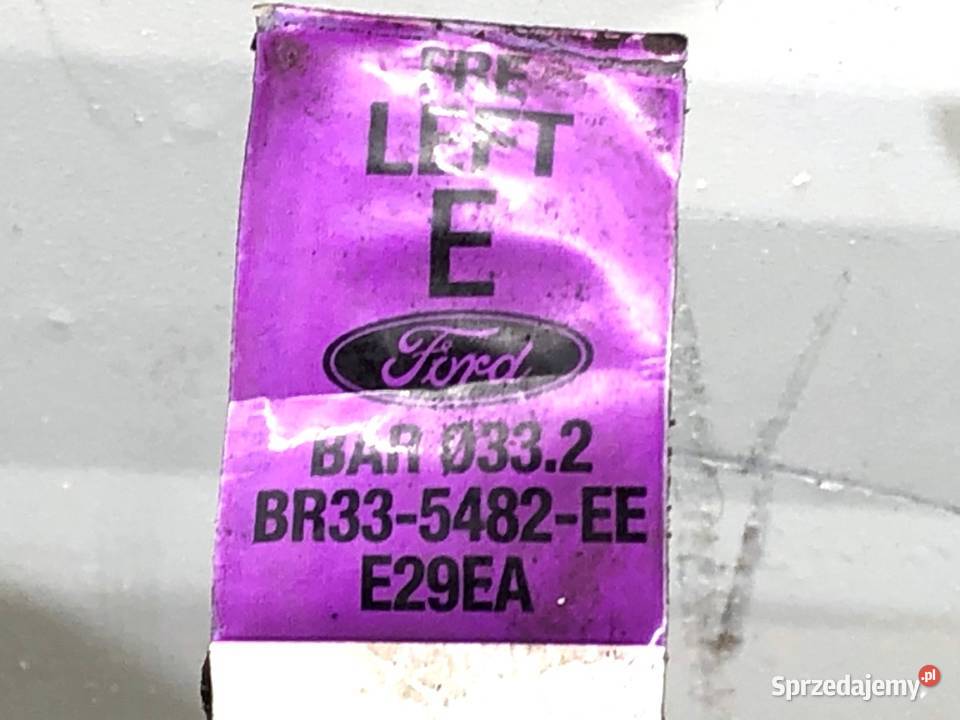 LEFT
E
Ford
BAR Ø33.2
BR33-5482-EE
E29EA
Sprzedajemy.pl